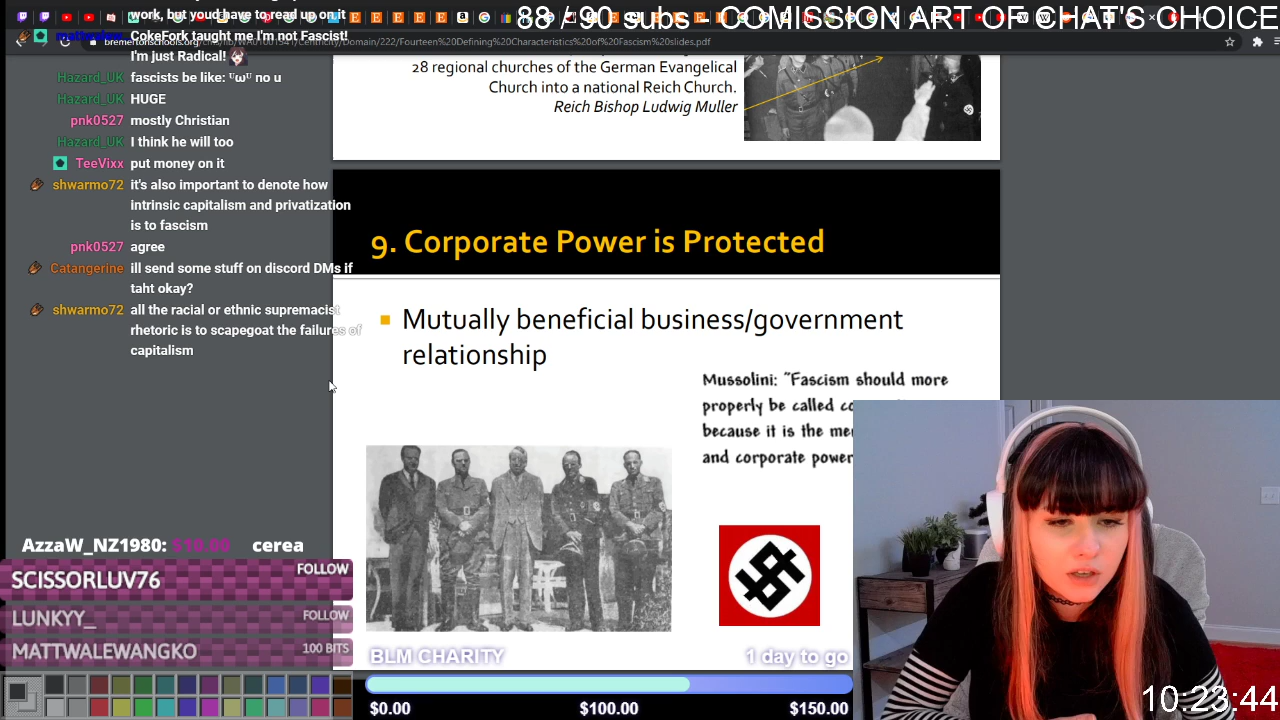 88 / 90 subs - COMISSION ART OF CHAT'S CHOICE
work, but youd have to read up on it
CokeFork taught me I'm not Fascist!
I'm just Radical!
Hazard_UK fascists be like: ᵁωᵁ no u
Hazard_UK HUGE
pnk0527 mostly Christian
Hazard_UK I think he will too
TeeVixx put money on it
shwarmo72 it's also important to denote how
intrinsic capitalism and privatization
is to fascism
pnk0527 agree
Catangerine ill send some stuff on discord DMs if
taht okay?
shwarmo72 all the racial or ethnic supremacist
rhetoric is to scapegoat the failures of
capitalism
28 regional churches of the German Evangelical
Church into a national Reich Church.
Reich Bishop Ludwig Muller
9. Corporate Power is Protected
Mutually beneficial business/government
relationship
Mussolini: "Fascism should more
properly be called
because it is the
and corporate power
AzzaW_NZ1980: $10.00 cerea
SCISSORLUV76 FOLLOW
LUNKYY_ FOLLOW
MATTWALEWANGKO 100 BITS
BLM CHARITY 1 day to go
$0.00 $100.00 $150.00
10:23:44